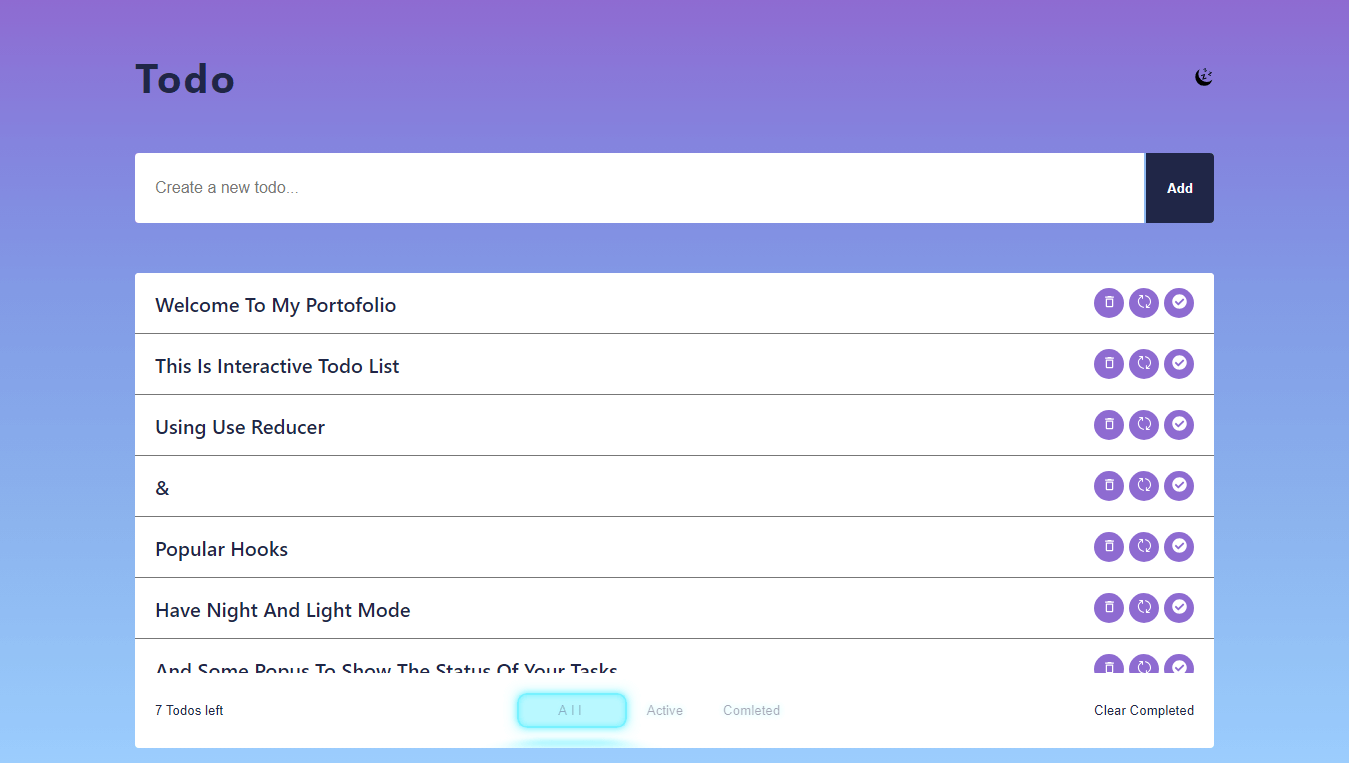 Todo
Create a new todo...
Add
Welcome To My Portofolio
This Is Interactive Todo List
Using Use Reducer
&
Popular Hooks
Have Night And Light Mode
And Some Popus To Show The Status Of Your Tasks
7 Todos left
All
Active
Comleted
Clear Completed